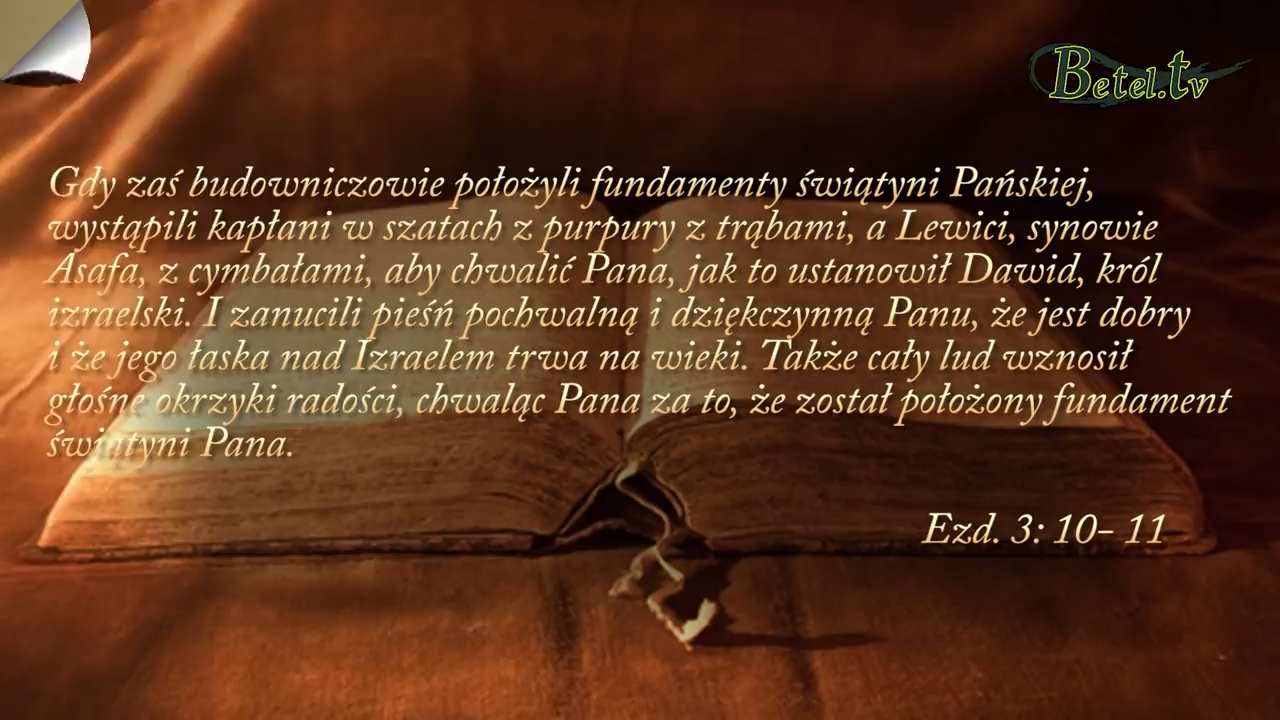 Betel.tv
Gdy zaś budowniczowie położyli fundamenty świątyni Pańskiej,
wystąpili kapłani w szatach z purpury z trąbami, a Lewici, synowie
Asafa, z cymbałami, aby chwalić Pana, jak to ustanowił Dawid, król
izraelski. I zanucili pieśń pochwalną i dziękczynną Panu, że jest dobry
i że jego łaska nad Izraelem trwa na wieki. Także cały lud wznosił
głośne okrzyki radości, chwaląc Pana za to, że został położony fundament
świątyni Pana.
Ezd. 3: 10- 11